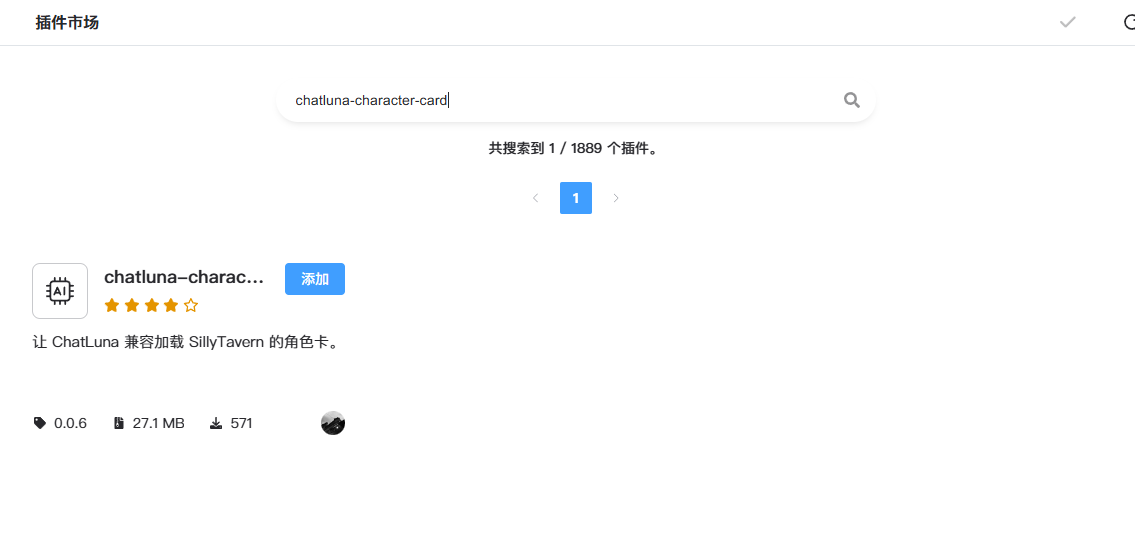 插件市场
chatluna-character-card
共搜索到 1 / 1889 个插件。
1
chatluna-charac...
添加
AI
让 ChatLuna 兼容加载 SillyTavern 的角色卡。
0.0.6 27.1 MB 571